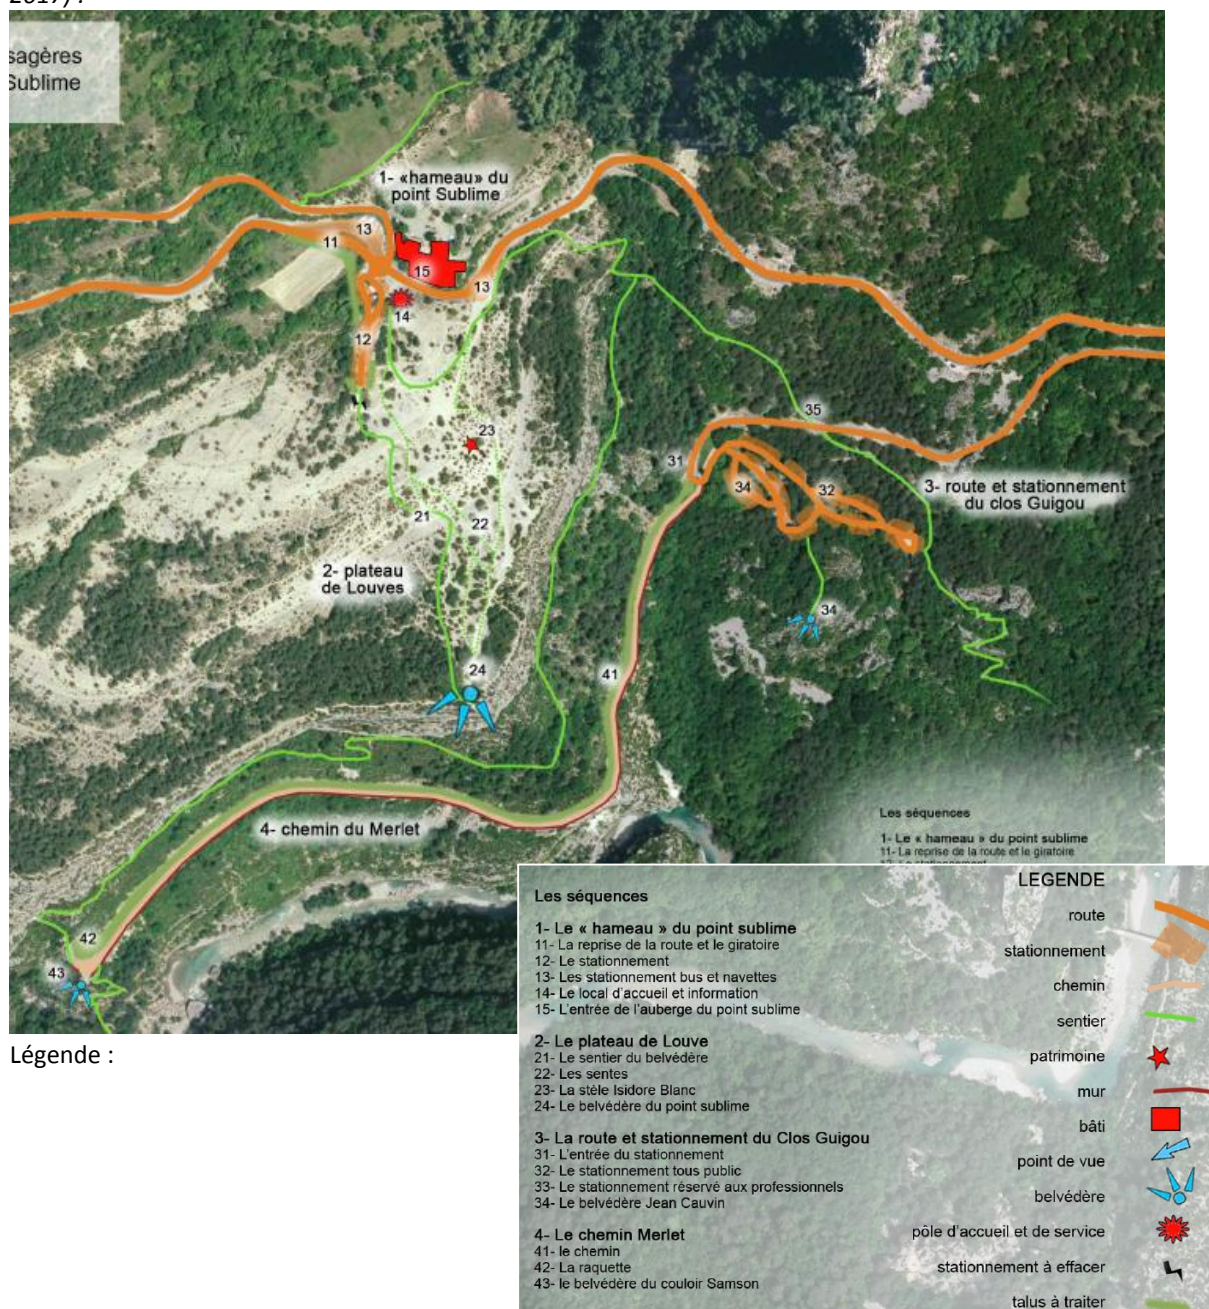 2017) :
sagères
Sublime
1- «hameau» du
point Sublime
13
11
15
13
14
12
35
23
31
34
32
3- route et stationnement
du clos Guigou
21
22
2- plateau
de Louves
34
24
41
4- chemin du Merlet
42
43
Les séquences
1- Le « hameau » du point sublime
11- La reprise de la route et le giratoire
Légende :
Les séquences
1- Le « hameau » du point sublime
11- La reprise de la route et le giratoire
12- Le stationnement
13- Les stationnement bus et navettes
14- Le local d'accueil et information
15- L'entrée de l'auberge du point sublime
2- Le plateau de Louve
21- Le sentier du belvédère
22- Les sentes
23- La stèle Isidore Blanc
24- Le belvédère du point sublime
3- La route et stationnement du Clos Guigou
31- L'entrée du stationnement
32- Le stationnement tous public
33- Le stationnement réservé aux professionnels
34- Le belvédère Jean Cauvin
4- Le chemin Merlet
41- le chemin
42- La raquette
43- le belvédère du couloir Samson
LEGENDE
route
stationnement
chemin
sentier
patrimoine
mur
bâti
point de vue
belvédère
pôle d'accueil et de service
stationnement à effacer
talus à traiter